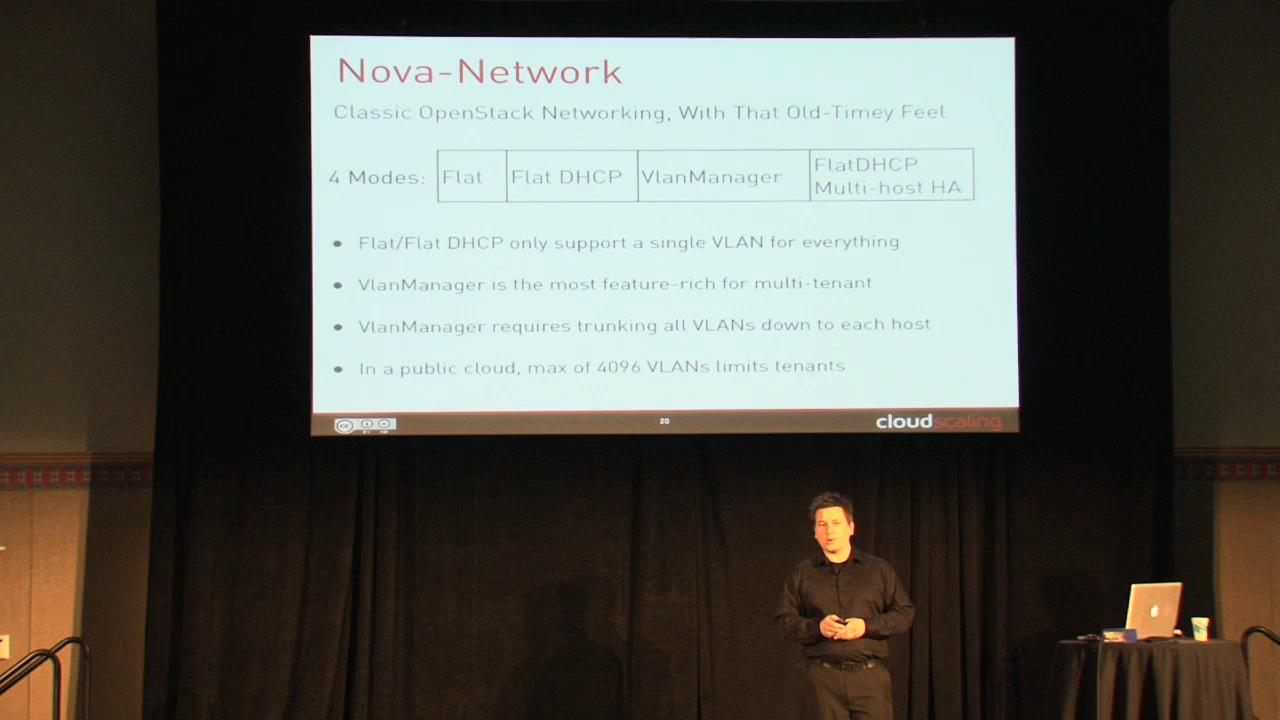 Nova-Network
Classic OpenStack Networking, With That Old-Timey Feel
4 Modes: Flat Flat DHCP VlanManager FlatDHCP Multi-host HA
• Flat/Flat DHCP only support a single VLAN for everything
• VlanManager is the most feature-rich for multi-tenant
• VlanManager requires trunking all VLANs down to each host
• In a public cloud, max of 4096 VLANs limits tenants
cc
20
cloudscaling